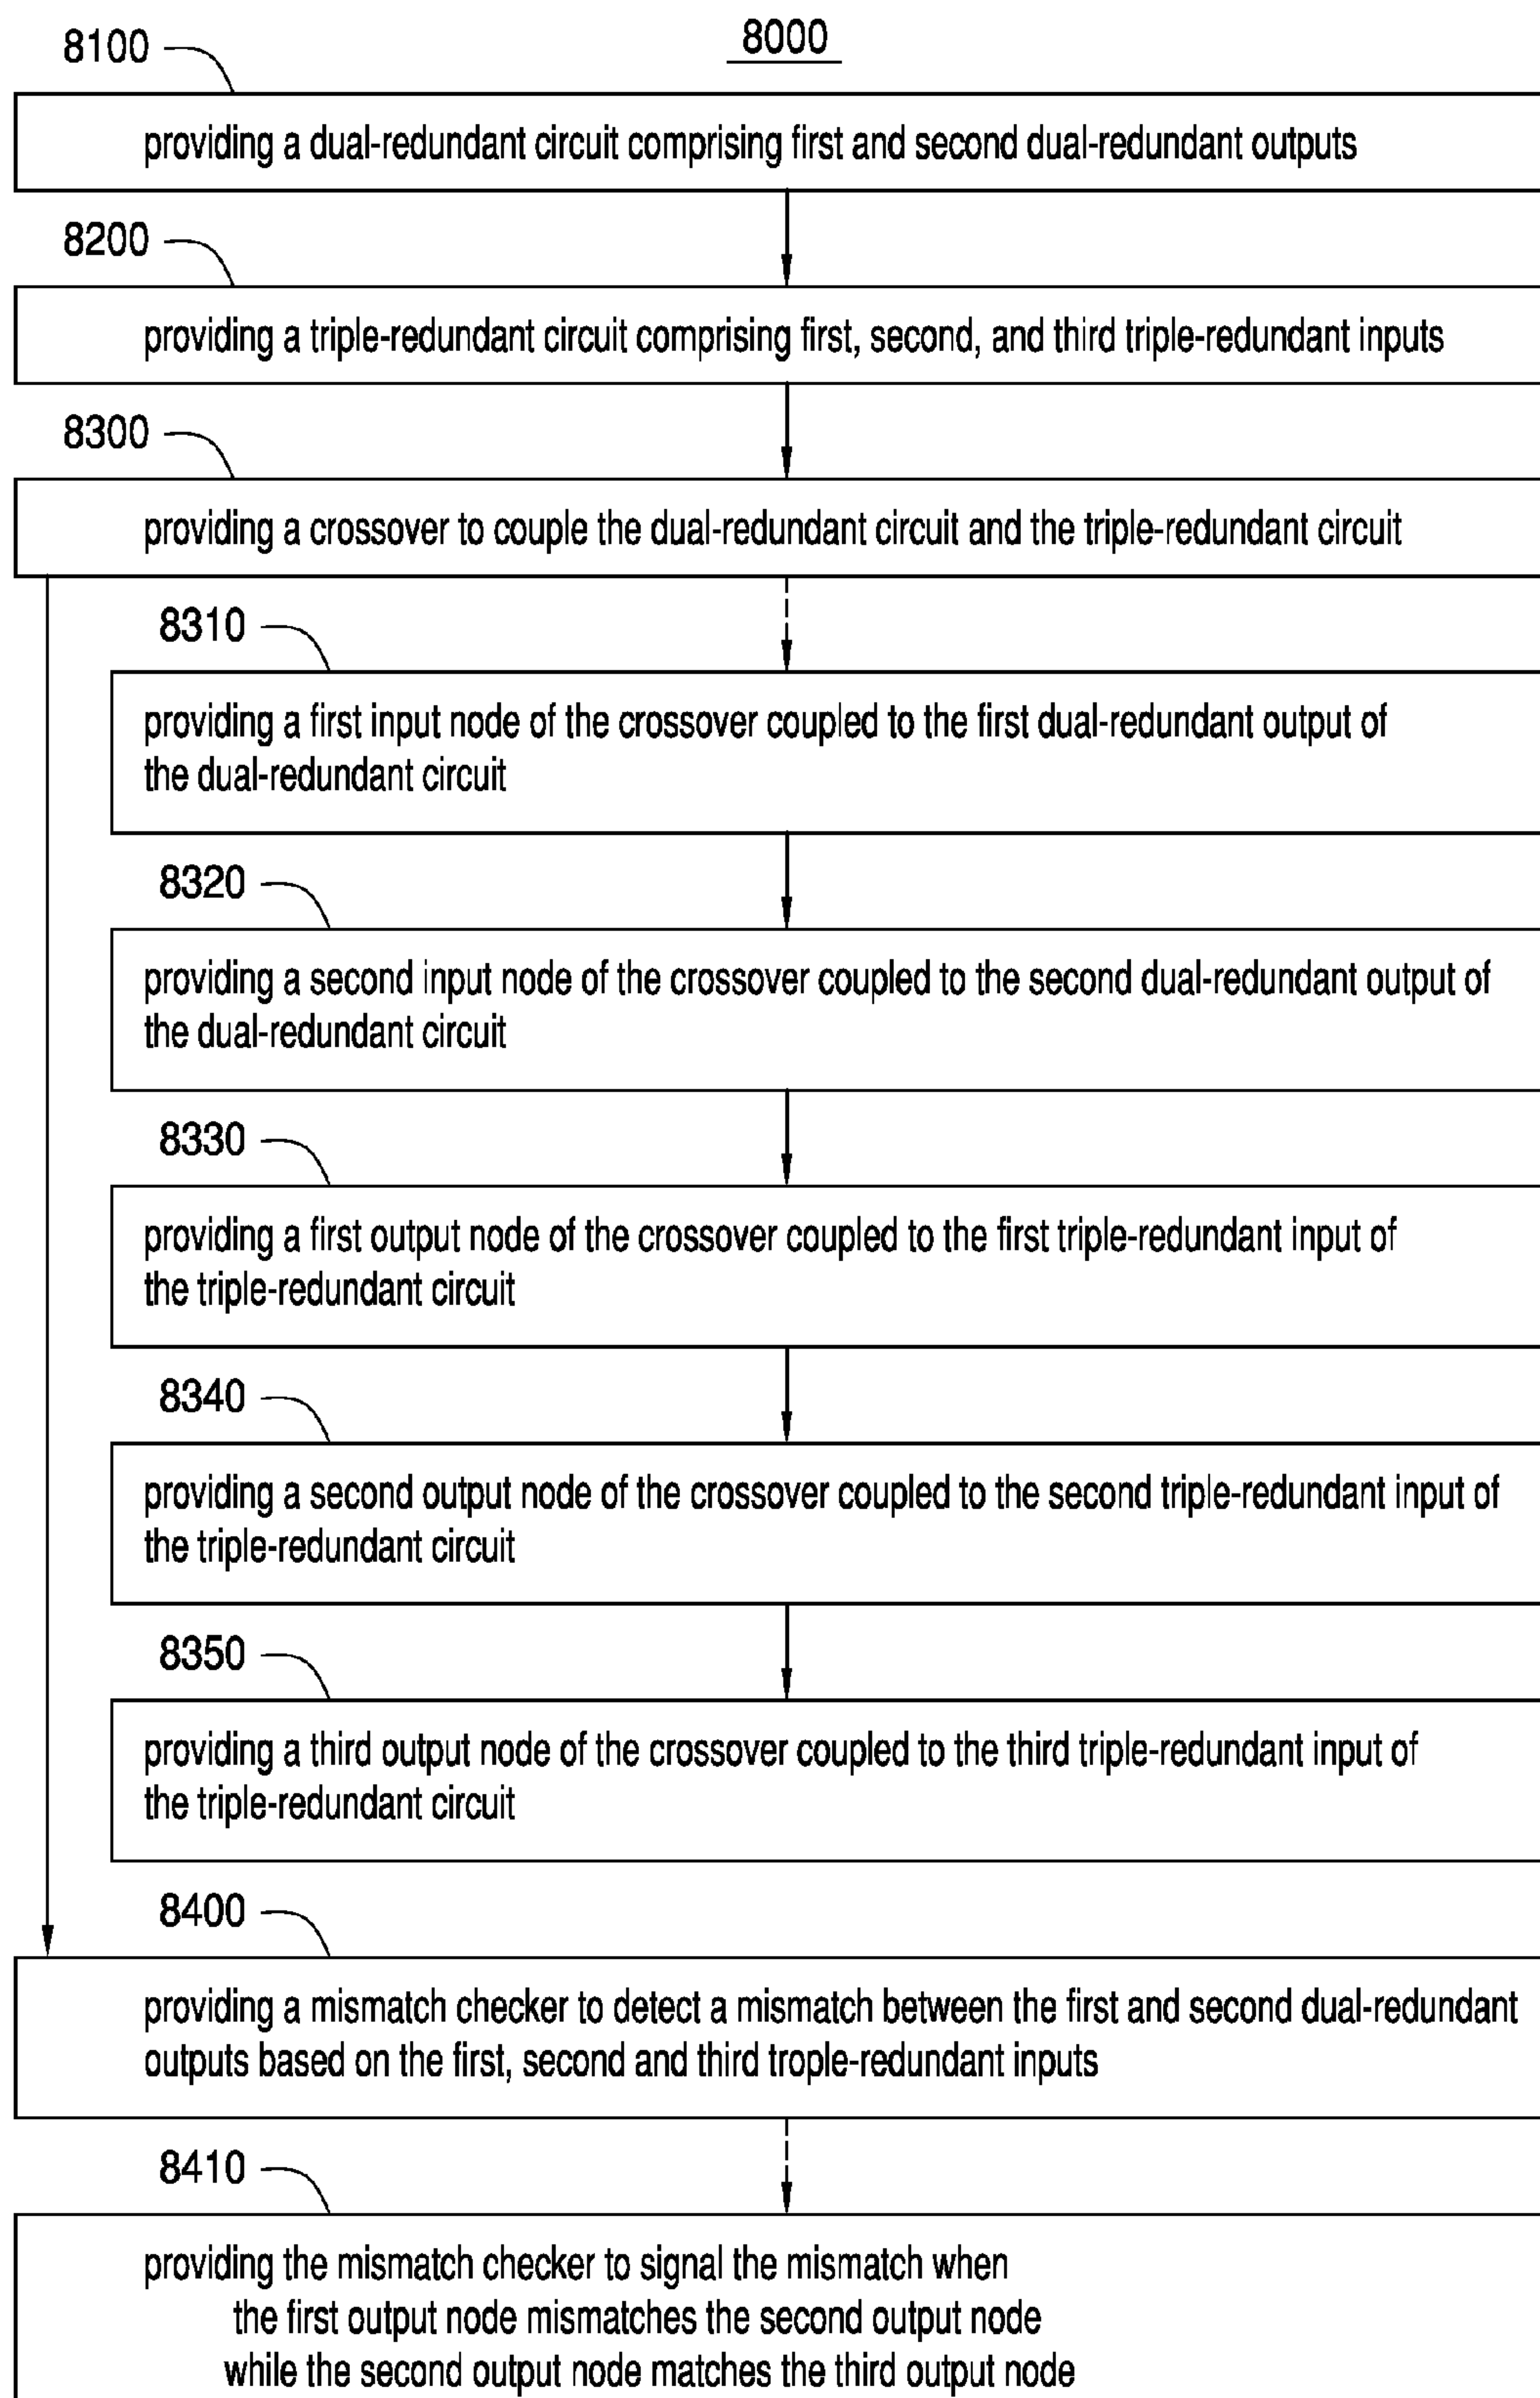 8000
8100
providing a dual-redundant circuit comprising first and second dual-redundant outputs
8200
providing a triple-redundant circuit comprising first, second, and third triple-redundant inputs
8300
providing a crossover to couple the dual-redundant circuit and the triple-redundant circuit
8310
providing a first input node of the crossover coupled to the first dual-redundant output of
the dual-redundant circuit
8320
providing a second input node of the crossover coupled to the second dual-redundant output of
the dual-redundant circuit
8330
providing a first output node of the crossover coupled to the first triple-redundant input of
the triple-redundant circuit
8340
providing a second output node of the crossover coupled to the second triple-redundant input of
the triple-redundant circuit
8350
providing a third output node of the crossover coupled to the third triple-redundant input of
the triple-redundant circuit
8400
providing a mismatch checker to detect a mismatch between the first and second dual-redundant
outputs based on the first, second and third trople-redundant inputs
8410
providing the mismatch checker to signal the mismatch when
the first output node mismatches the second output node
while the second output node matches the third output node